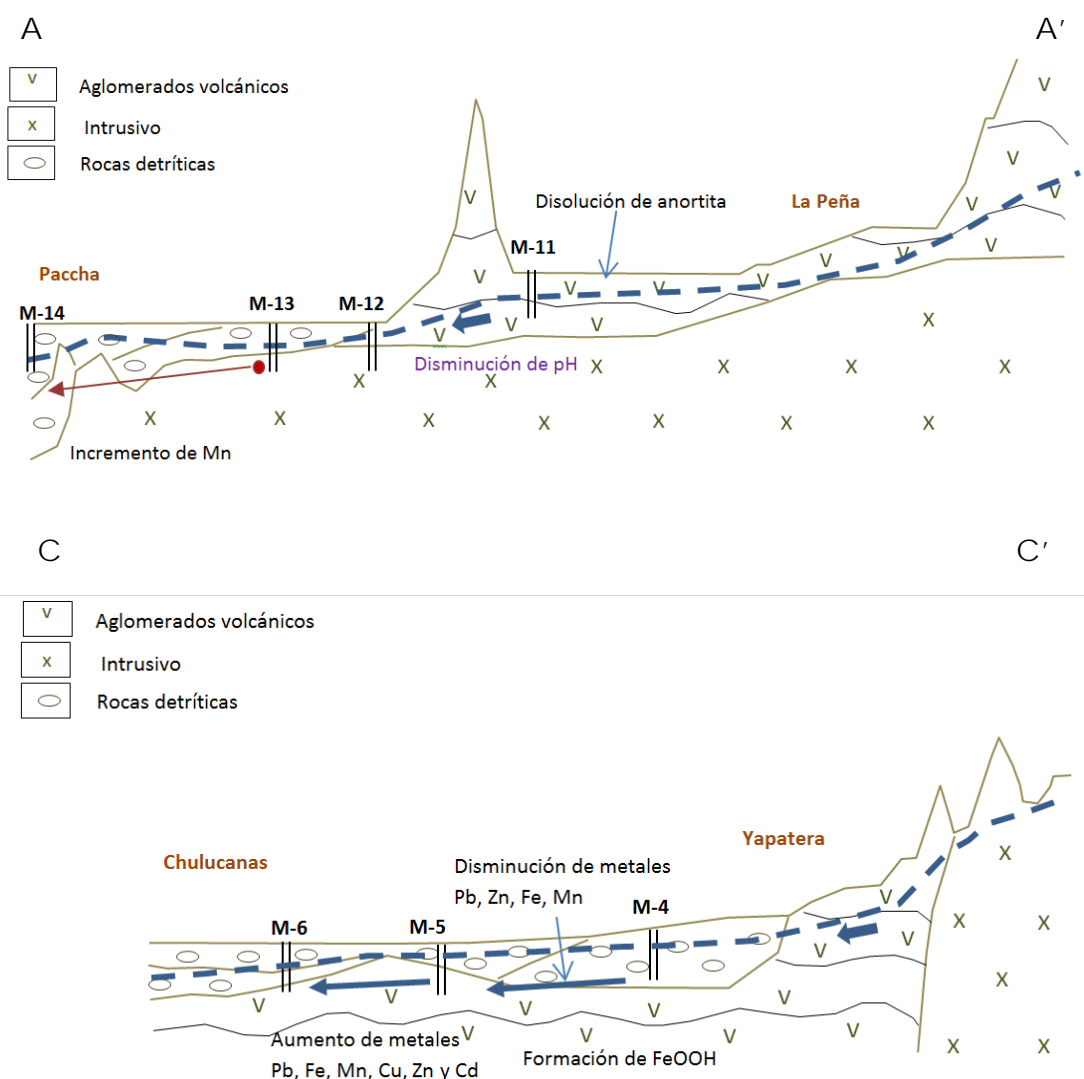 A
A'
V
Aglomerados volcánicos
X
Intrusivo
Rocas detríticas
Disolución de anortita
La Peña
M-11
Paccha
M-14
M-13
M-12
Disminución de pH
Incremento de Mn
C
C'
V
Aglomerados volcánicos
X
Intrusivo
Rocas detríticas
Yapatera
Chulucanas
Disminución de metales
Pb, Zn, Fe, Mn
M-4
M-6
M-5
Aumento de metales
Pb, Fe, Mn, Cu, Zn y Cd
Formación de FeOOH